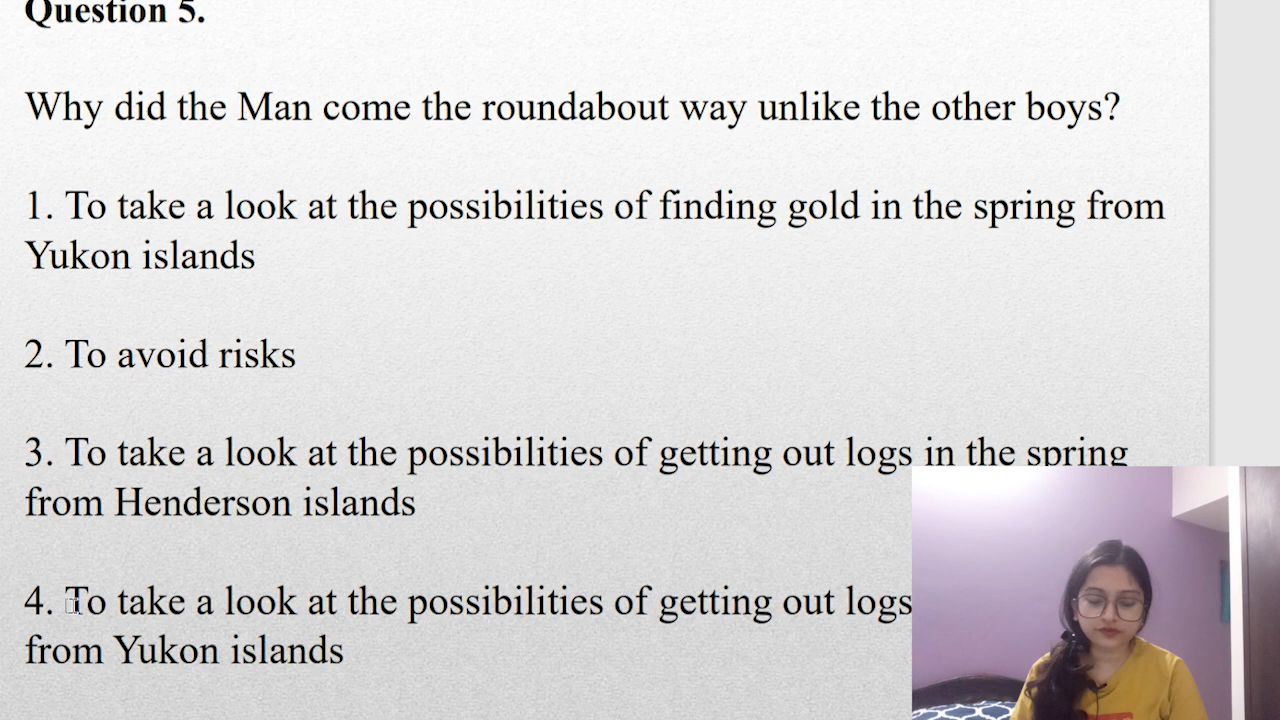 Question 5.
Why did the Man come the roundabout way unlike the other boys?
1. To take a look at the possibilities of finding gold in the spring from
Yukon islands
2. To avoid risks
3. To take a look at the possibilities of getting out logs in the spring
from Henderson islands
4. To take a look at the possibilities of getting out logs
from Yukon islands